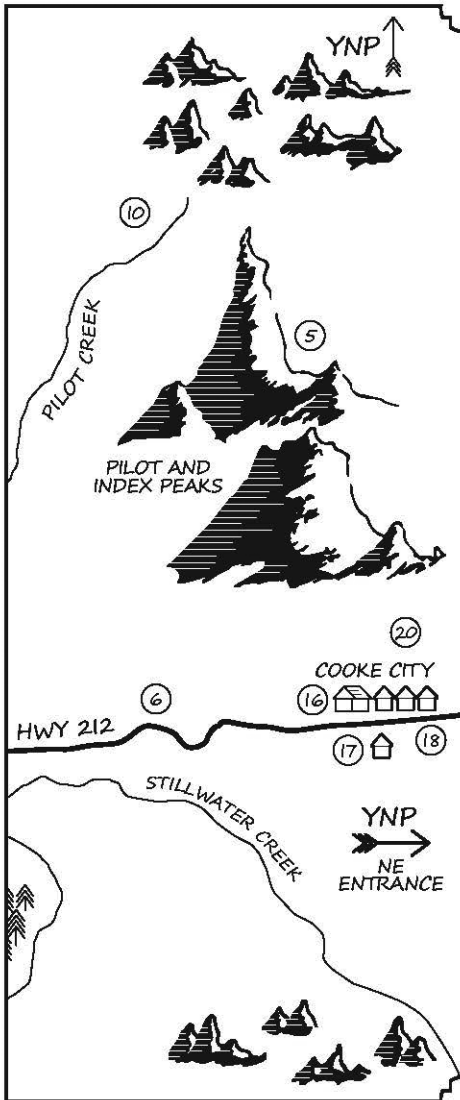 YNP
10
PILOT CREEK
5
PILOT AND
INDEX PEAKS
20
COOKE CITY
6
16
HWY 212
17
18
STILLWATER CREEK
YNP
NE
ENTRANCE